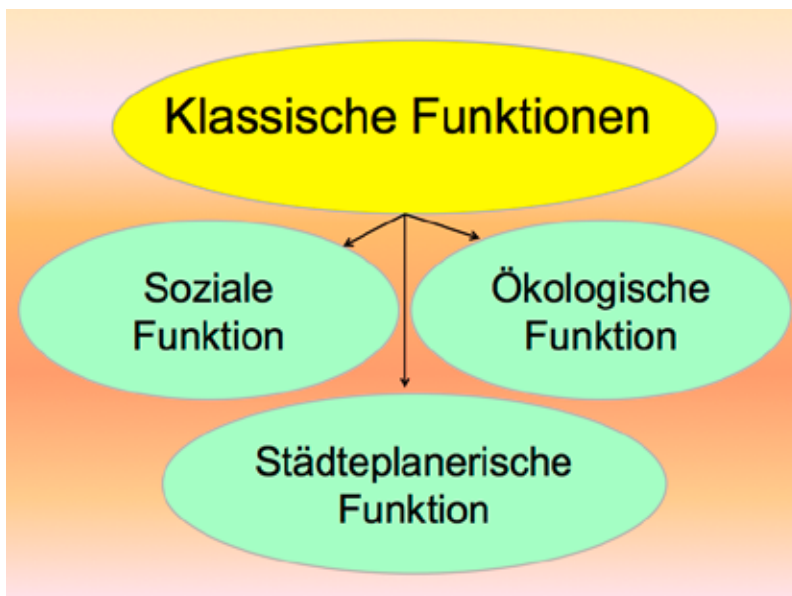 Klassische Funktionen
Soziale
Funktion
Ökologische
Funktion
Städteplanerische
Funktion